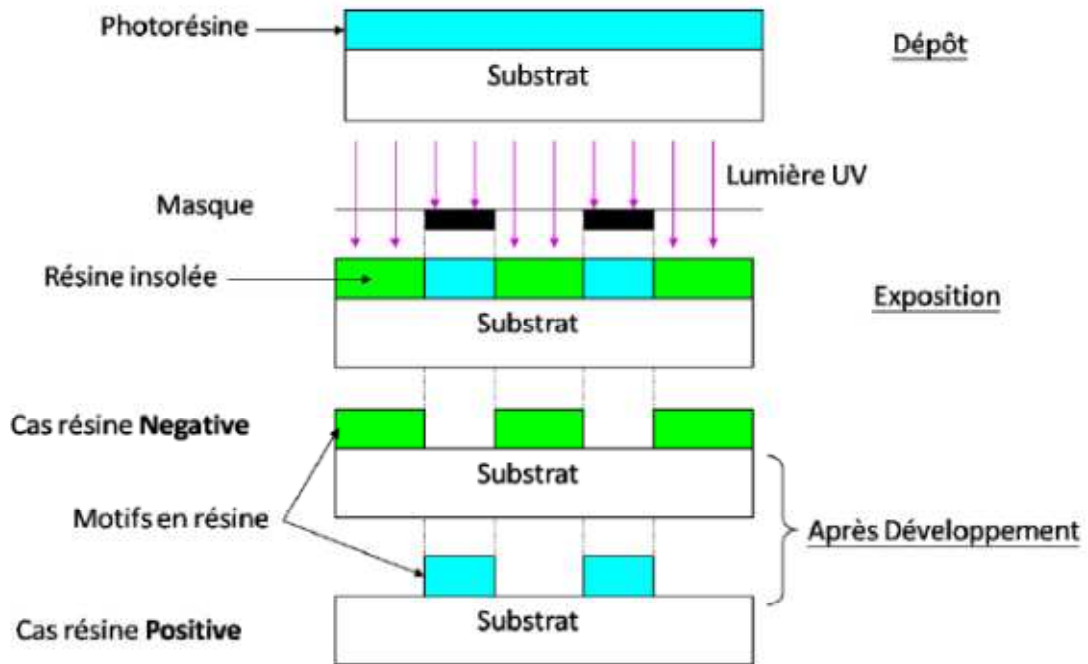 Photorésine
Dépôt
Substrat
Lumière UV
Masque
Résine insolée
Exposition
Substrat
Cas résine Negative
Substrat
Motifs en résine
Après Développement
Cas résine Positive
Substrat